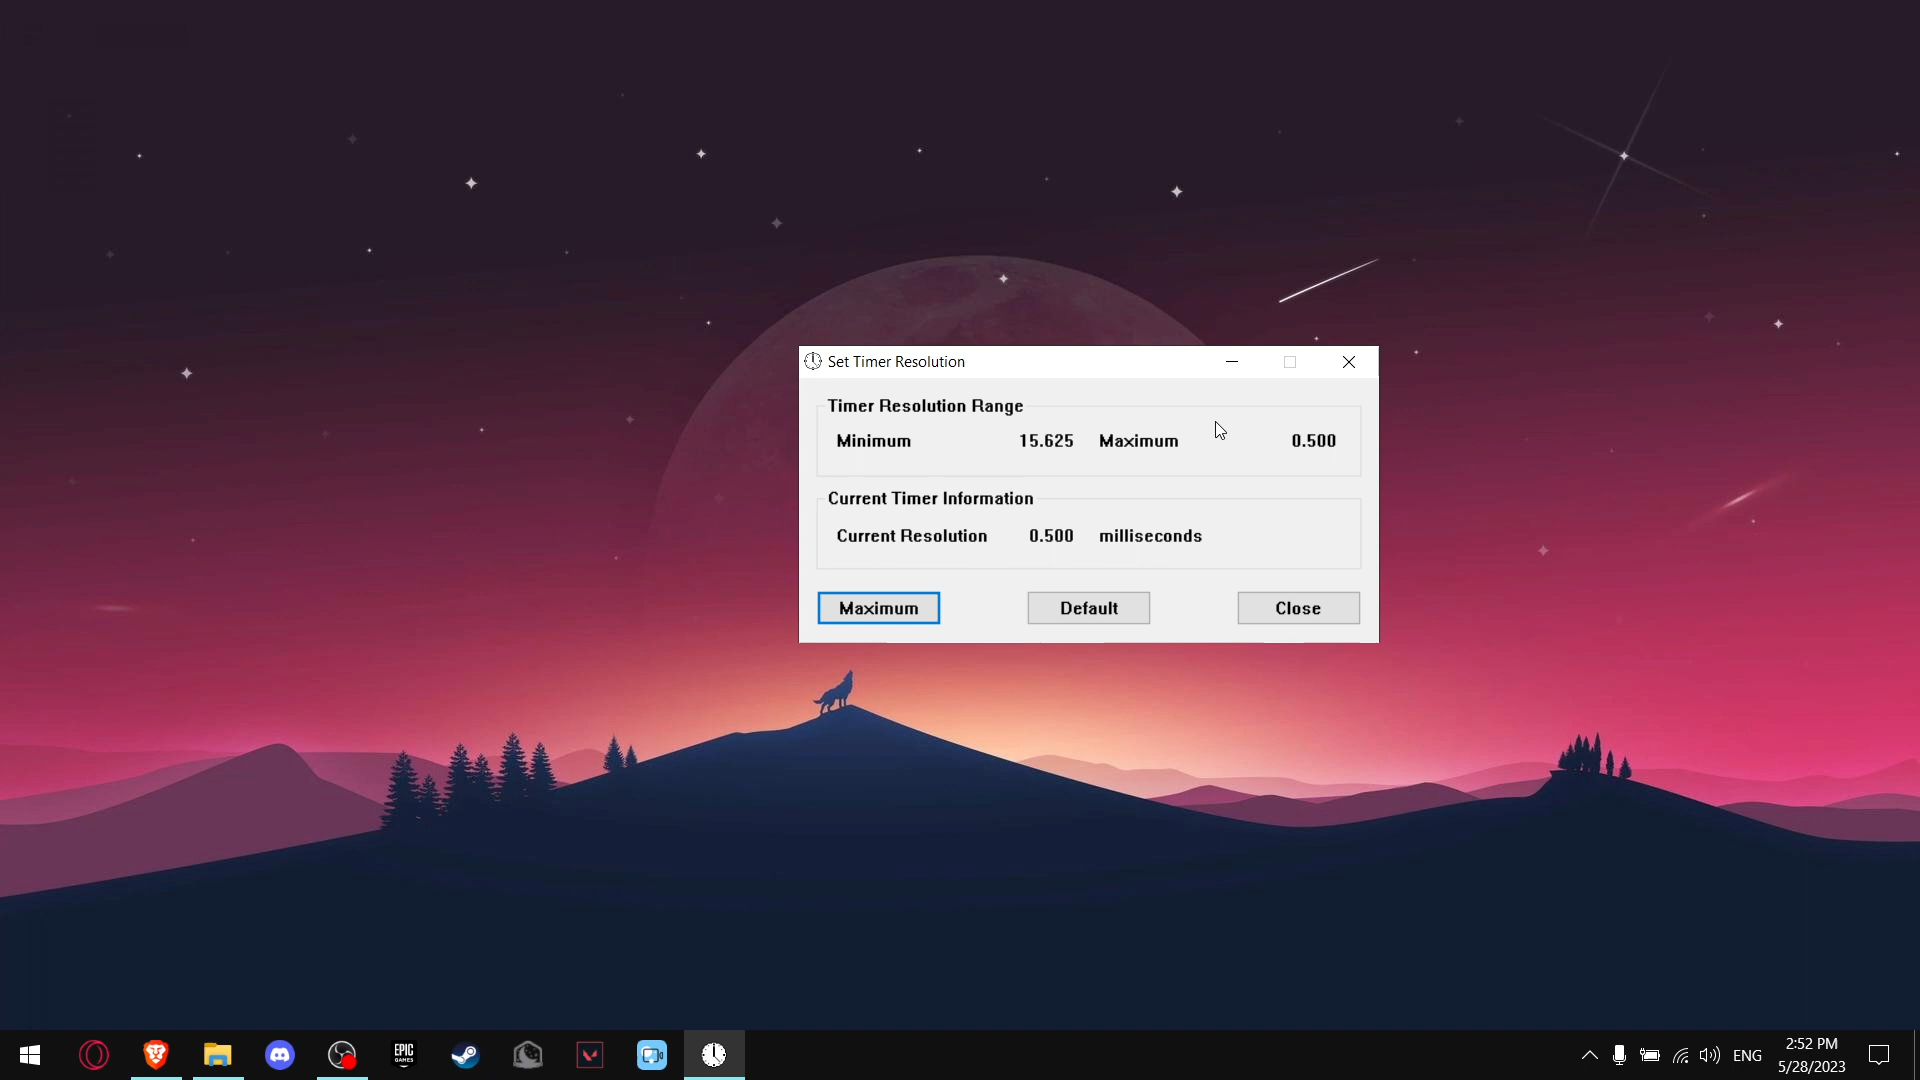 Set Timer Resolution
Timer Resolution Range
Minimum 15.625 Maximum 0.500
Current Timer Information
Current Resolution 0.500 milliseconds
Maximum Default Close
EPIC
GAMES
ENG
2:52 PM
5/28/2023